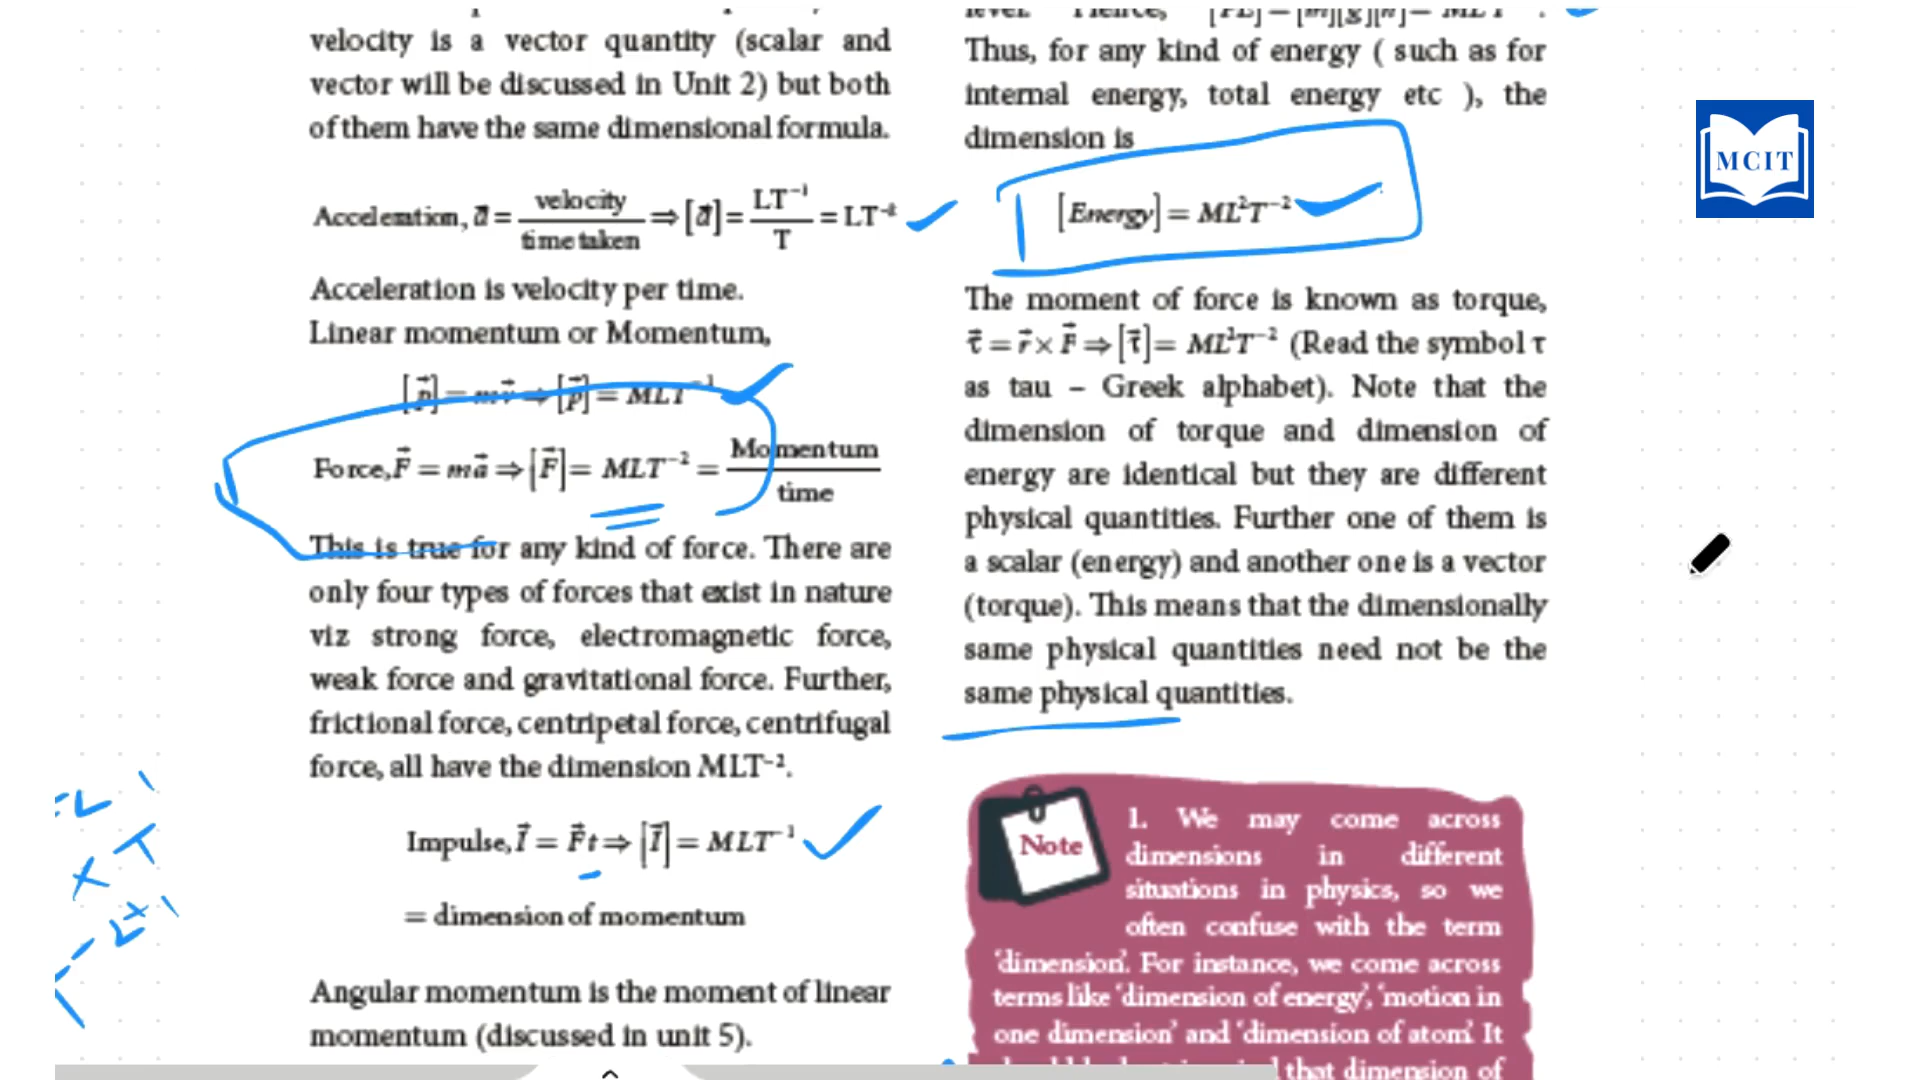 velocity is a vector quantity (scalar and
vector will be discussed in Unit 2) but both
of them have the same dimensional formula.
Acceleration, a⃗ = velocity / time taken ⇒ [a⃗] = LT⁻¹ / T = LT⁻²
Acceleration is velocity per time.
Linear momentum or Momentum,
[p⃗] = mv⃗ ⇒ [p⃗] = MLT⁻¹
Force, F⃗ = ma⃗ ⇒ [F⃗] = MLT⁻² = Momentum / time
This is true for any kind of force. There are
only four types of forces that exist in nature
viz strong force, electromagnetic force,
weak force and gravitational force. Further,
frictional force, centripetal force, centrifugal
force, all have the dimension MLT⁻².
Impulse, I⃗ = F⃗t ⇒ [I⃗] = MLT⁻¹
= dimension of momentum
Angular momentum is the moment of linear
momentum (discussed in unit 5).
level. Hence,
Thus, for any kind of energy ( such as for
internal energy, total energy etc ), the
dimension is
[Energy] = ML²T⁻²
The moment of force is known as torque,
τ⃗ = r⃗ × F⃗ ⇒ [τ⃗] = ML²T⁻² (Read the symbol τ
as tau – Greek alphabet). Note that the
dimension of torque and dimension of
energy are identical but they are different
physical quantities. Further one of them is
a scalar (energy) and another one is a vector
(torque). This means that the dimensionally
same physical quantities need not be the
same physical quantities.
Note
1. We may come across
dimensions in different
situations in physics, so we
often confuse with the term
‘dimension’. For instance, we come across
terms like ‘dimension of energy’, ‘motion in
one dimension’ and ‘dimension of atom’. It
that dimension of
MCIT